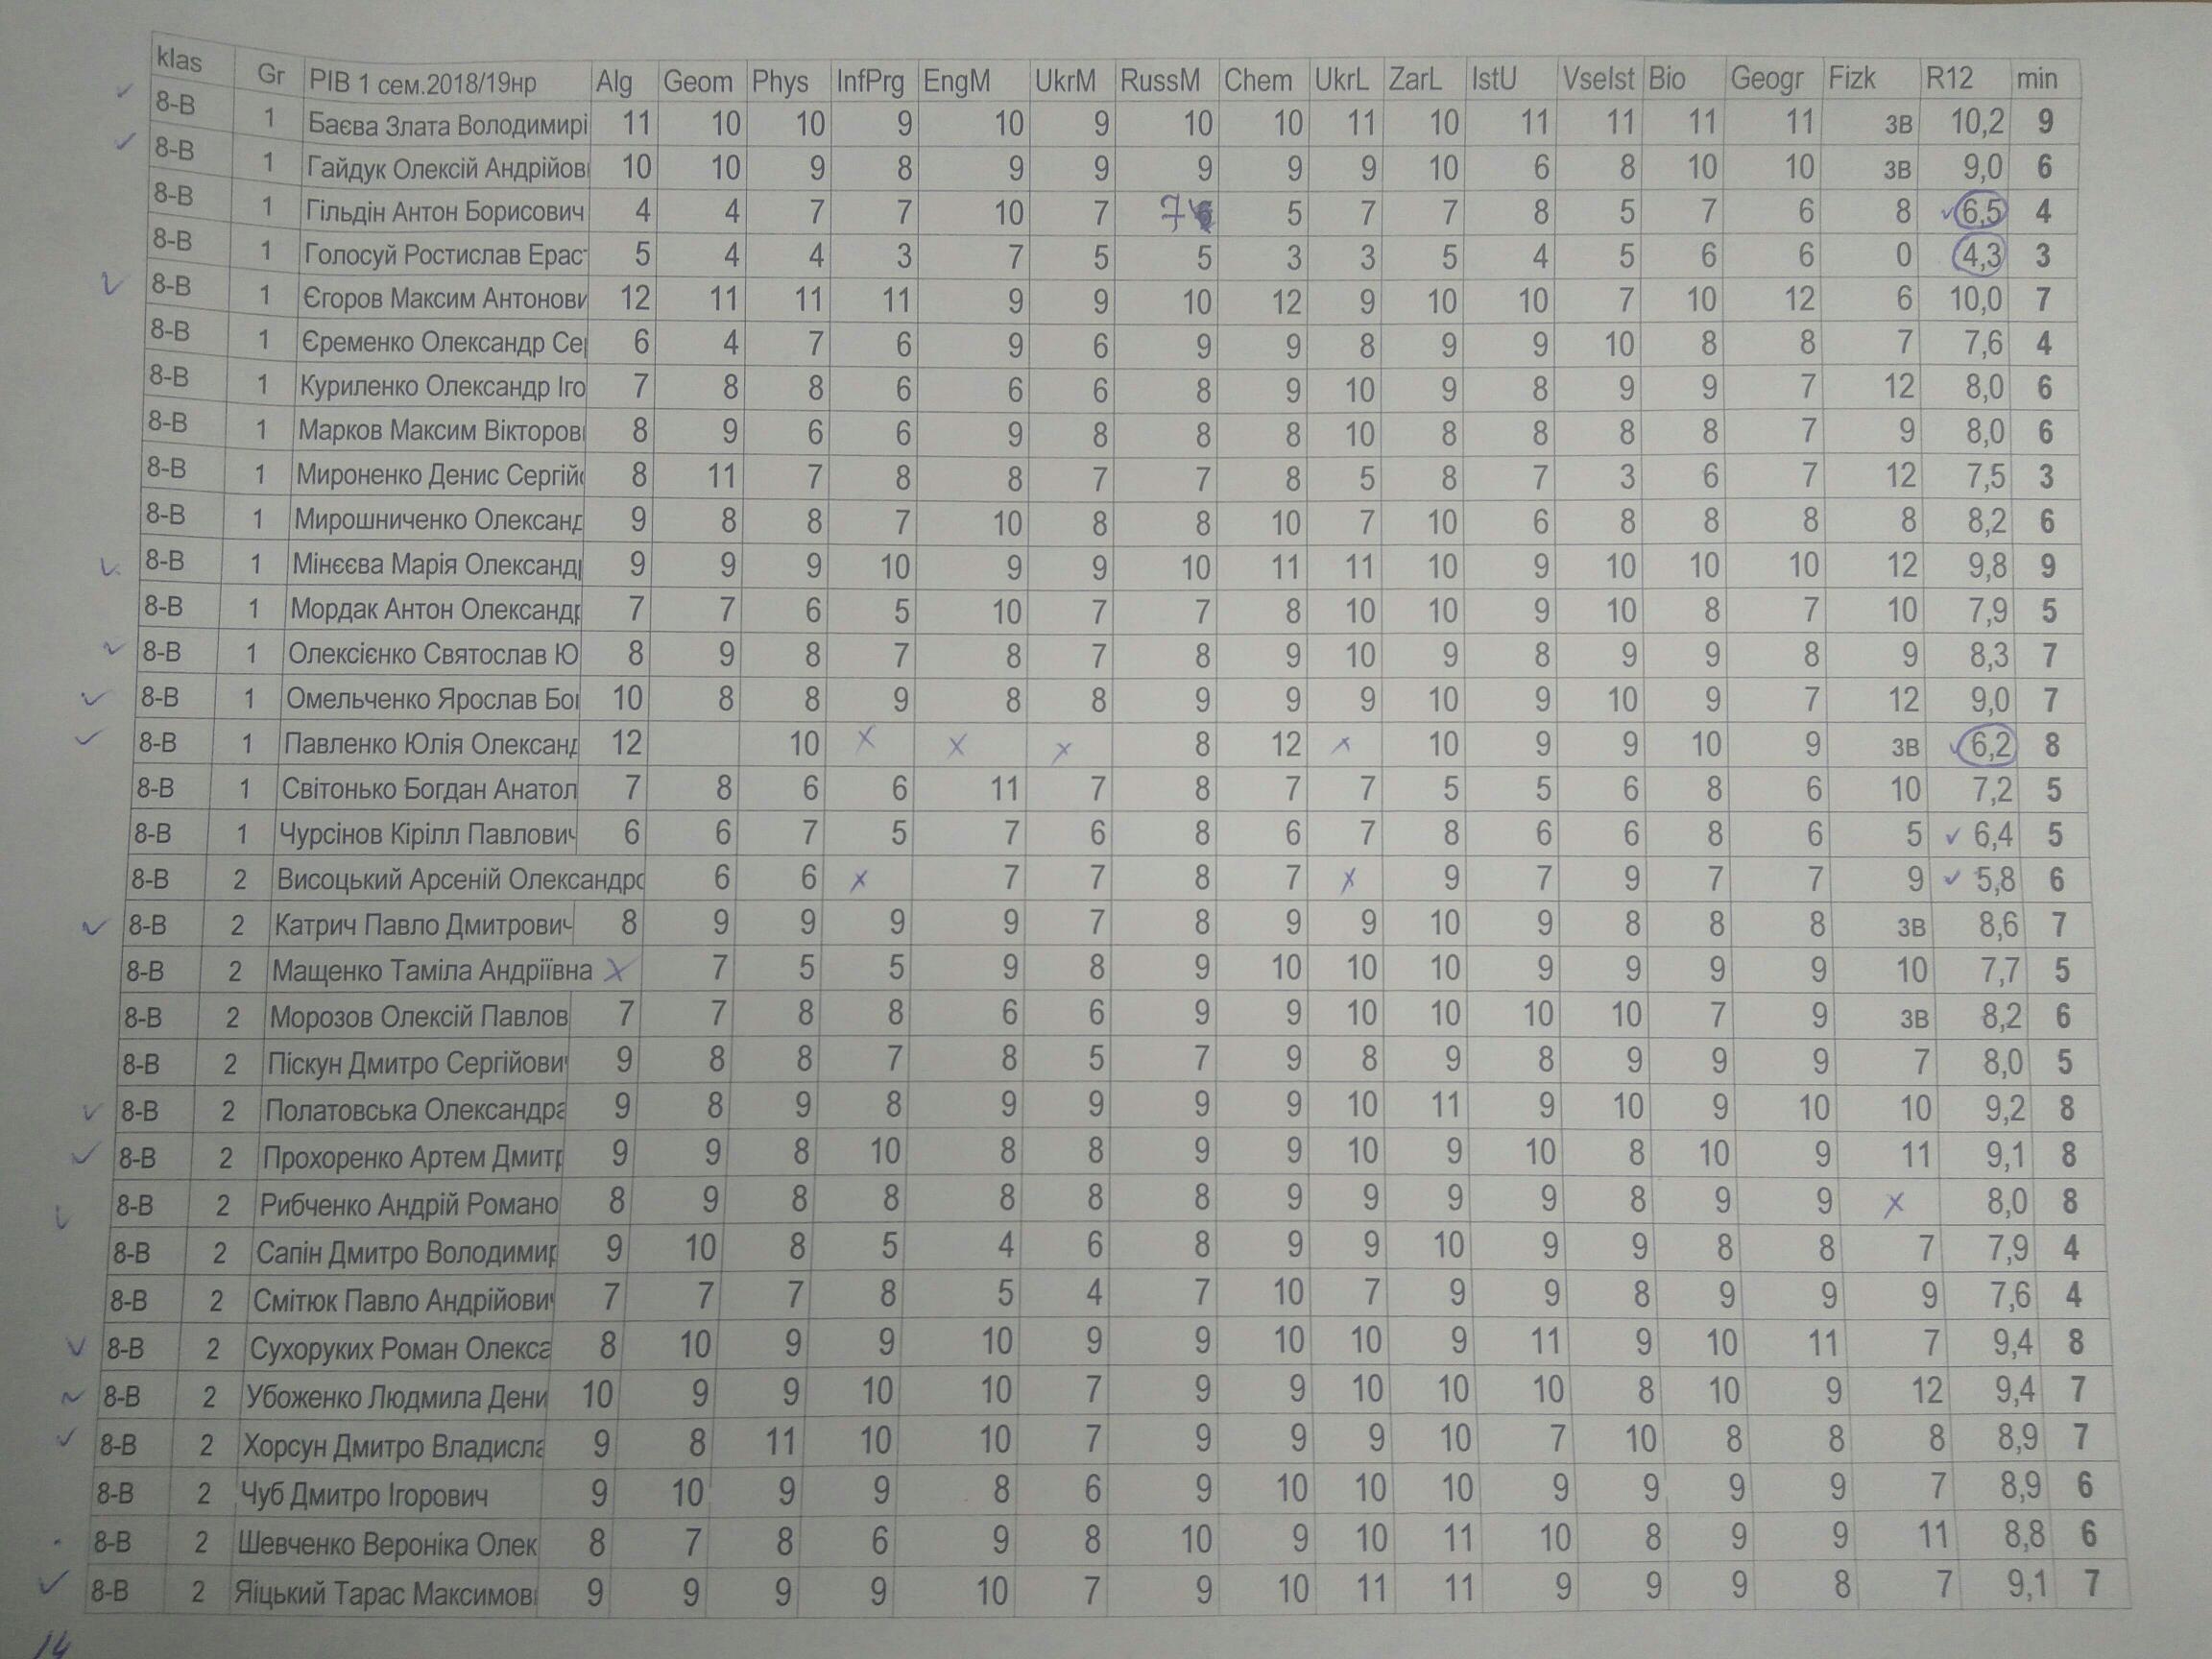 klas Gr РІВ 1 сем.2018/19нр Alg Geom Phys InfPrg EngM UkrM RussM Chem UkrL ZarL IstU VseIst Bio Geogr Fizk R12 min
8-В 1 Баєва Злата Володимирі 11 10 10 9 10 9 10 10 11 10 11 11 11 11 зв 10,2 9
8-В 1 Гайдук Олексій Андрійов 10 10 9 8 9 9 9 9 9 10 6 8 10 10 зв 9,0 6
8-В 1 Гільдін Антон Борисович 4 4 7 7 10 7 7 5 7 7 8 5 7 6 8 6,5 4
8-В 1 Голосуй Ростислав Ерас 5 4 4 3 7 5 5 3 3 5 4 5 6 6 0 4,3 3
8-В 1 Єгоров Максим Антонови 12 11 11 11 9 9 10 12 9 10 10 7 10 12 6 10,0 7
8-В 1 Єременко Олександр Се 6 4 7 6 9 6 9 9 8 9 9 10 8 8 7 7,6 4
8-В 1 Куриленко Олександр Іго 7 8 8 6 6 6 8 9 10 9 8 9 9 7 12 8,0 6
8-В 1 Марков Максим Вікторов 8 9 6 6 9 8 8 8 10 8 8 8 8 7 9 8,0 6
8-В 1 Мироненко Денис Сергій 8 11 7 8 8 7 7 8 5 8 7 3 6 7 12 7,5 3
8-В 1 Мирошниченко Олександ 9 8 8 7 10 8 8 10 7 10 6 8 8 8 8 8,2 6
8-В 1 Мінєєва Марія Олександ 9 9 9 10 9 9 10 11 11 10 9 10 10 10 12 9,8 9
8-В 1 Мордак Антон Олександ 7 7 6 5 10 7 7 8 10 10 9 10 8 7 10 7,9 5
8-В 1 Олексієнко Святослав Ю 8 9 8 7 8 7 8 9 10 9 8 9 9 8 9 8,3 7
8-В 1 Омельченко Ярослав Бо 10 8 8 9 8 8 9 9 9 10 9 10 9 7 12 9,0 7
8-В 1 Павленко Юлія Олександ 12 10 x x x 8 12 x 10 9 9 10 9 зв 6,2 8
8-В 1 Світонько Богдан Анатол 7 8 6 6 11 7 8 7 7 5 5 6 8 6 10 7,2 5
8-В 1 Чурсінов Кірілл Павлович 6 6 7 5 7 6 8 6 7 8 6 6 8 6 5 6,4 5
8-В 2 Висоцький Арсеній Олександро 6 6 x 7 7 8 7 x 9 7 9 7 7 9 5,8 6
8-В 2 Катрич Павло Дмитрович 8 9 9 9 9 7 8 9 9 10 9 8 8 8 зв 8,6 7
8-В 2 Мащенко Таміла Андріївна x 7 5 5 9 8 9 10 10 10 9 9 9 9 10 7,7 5
8-В 2 Морозов Олексій Павлов 7 7 8 8 6 6 9 9 10 10 10 10 7 9 зв 8,2 6
8-В 2 Піскун Дмитро Сергійови 9 8 8 7 8 5 7 9 8 9 8 9 9 9 7 8,0 5
8-В 2 Полатовська Олександра 9 8 9 8 9 9 9 9 10 11 9 10 9 10 10 9,2 8
8-В 2 Прохоренко Артем Дмит 9 9 8 10 8 8 9 9 10 9 10 8 10 9 11 9,1 8
8-В 2 Рибченко Андрій Романо 8 9 8 8 8 8 8 9 9 9 9 8 9 9 x 8,0 8
8-В 2 Сапін Дмитро Володимир 9 10 8 5 4 6 8 9 9 10 9 9 8 8 7 7,9 4
8-В 2 Смітюк Павло Андрійови 7 7 7 8 5 4 7 10 7 9 9 8 9 9 9 7,6 4
8-В 2 Сухоруких Роман Олекса 8 10 9 9 10 9 9 10 10 9 11 9 10 11 7 9,4 8
8-В 2 Убоженко Людмила Дени 10 9 9 10 10 7 9 9 10 10 10 8 10 9 12 9,4 7
8-В 2 Хорсун Дмитро Владисла 9 8 11 10 10 7 9 9 9 10 7 10 8 8 8 8,9 7
8-В 2 Чуб Дмитро Ігорович 9 10 9 9 8 6 9 10 10 10 9 9 9 9 7 8,9 6
8-В 2 Шевченко Вероніка Олек 8 7 8 6 9 8 10 9 10 11 10 8 9 9 11 8,8 6
8-В 2 Яіцький Тарас Максимов 9 9 9 9 10 7 9 10 11 11 9 9 9 8 7 9,1 7
14